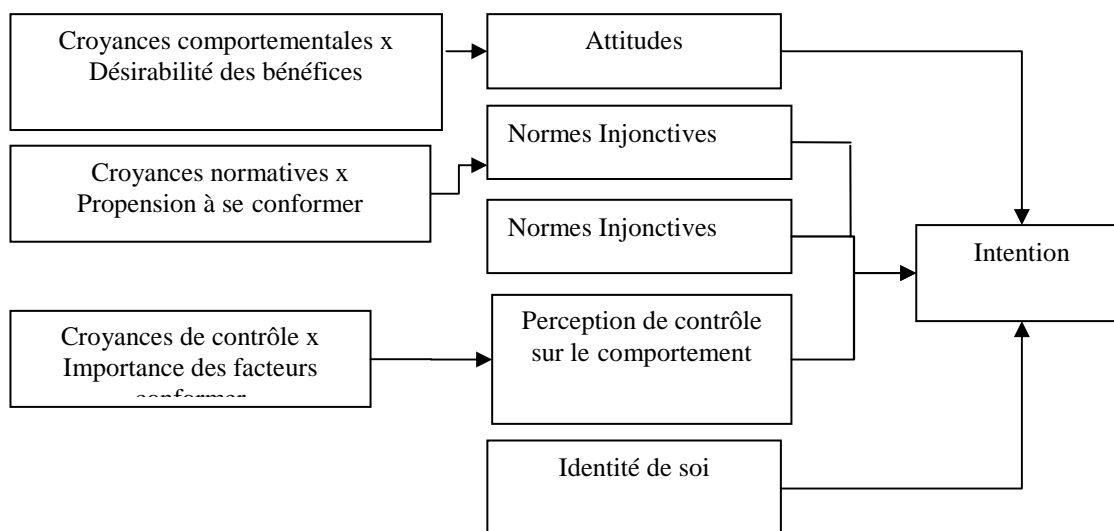 Croyances comportementales x
Désirabilité des bénéfices
Attitudes
Normes Injonctives
Croyances normatives x
Propension à se conformer
Normes Injonctives
Intention
Croyances de contrôle x
Importance des facteurs
conformer
Perception de contrôle
sur le comportement
Identité de soi